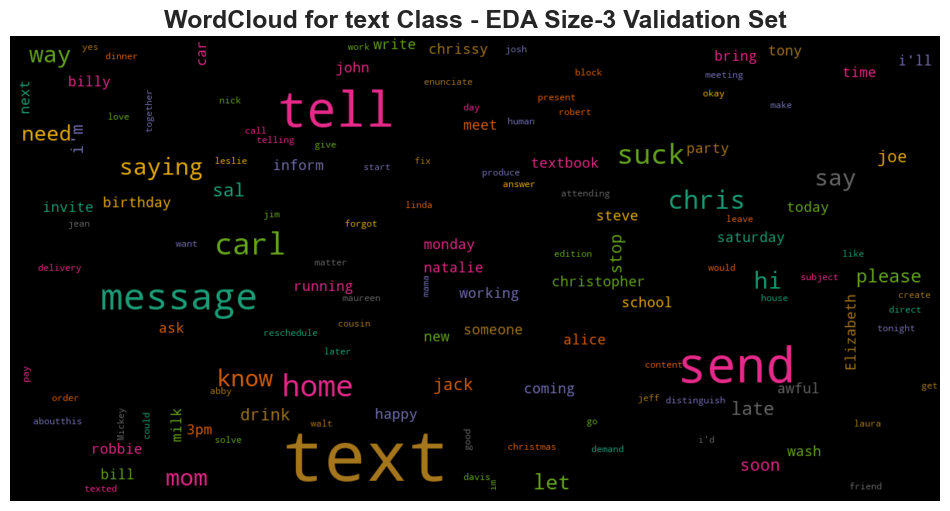 WordCloud for text Class - EDA Size-3 Validation Set
way yes dinner car work write chrissy josh bring tony i'll
next billy john enunciate block meeting time
love together nick tell day present robert okay make
need i'm call telling give meet human
saying leslie inform start fix textbook produce answer suck party joe
sal attending chris say
invite birthday jim linda steve leave today
jean forgot
want carl monday stop edition saturday like
delivery matter natalie christopher would hi subject please
message running maureen mama working school house create direct
ask reschedule cousin new someone alice Elizabeth tonight
later
pay know home jack coming send content awful get
order abby jeff distinguish
aboutthis Mickey could milk drink walt happy go late laura
robbie 3pm solve text good christmas demand i'd wash
bill mom davis im let soon friend
texted